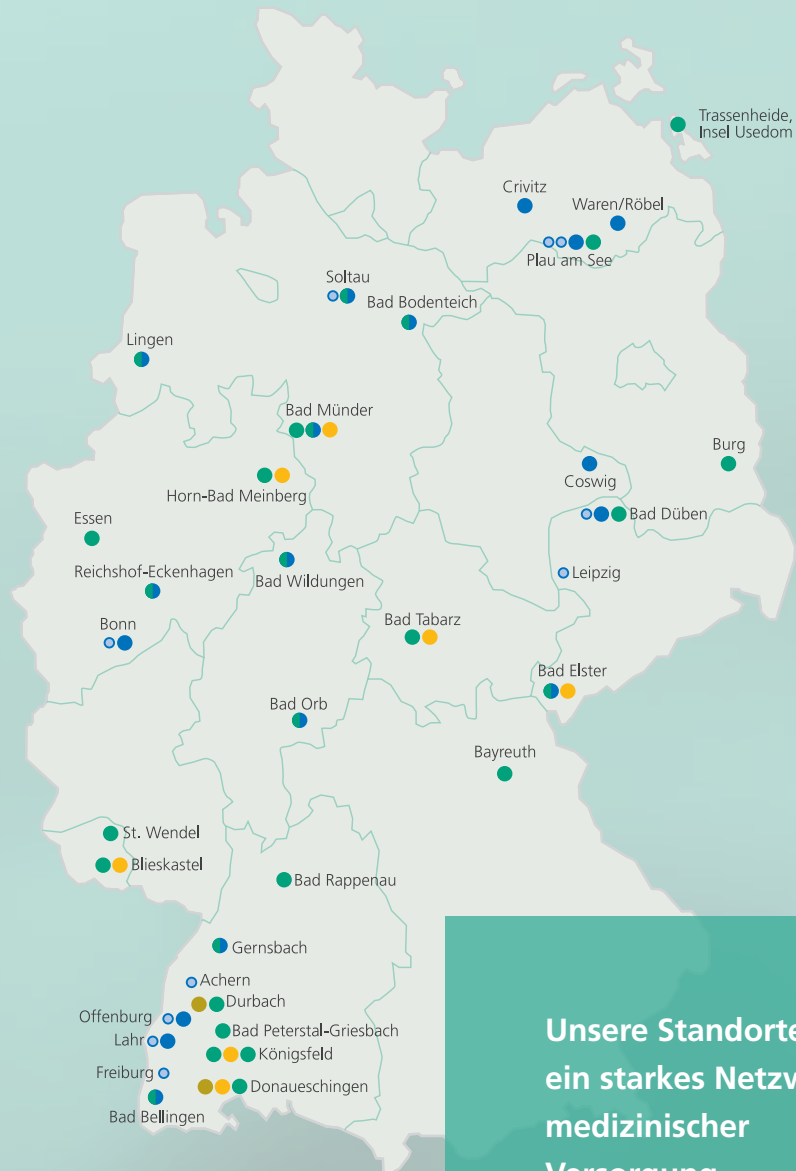 Trassenheide,
Insel Usedom
Crivitz
Waren/Röbel
Plau am See
Soltau
Bad Bodenteich
Lingen
Bad Münder
Burg
Coswig
Horn-Bad Meinberg
Bad Düben
Essen
Reichshof-Eckenhagen
Bad Wildungen
Leipzig
Bonn
Bad Tabarz
Bad Elster
Bad Orb
Bayreuth
St. Wendel
Blieskastel
Bad Rappenau
Gernsbach
Achern
Durbach
Offenburg
Bad Peterstal-Griesbach
Lahr
Königsfeld
Freiburg
Donaueschingen
Bad Bellingen
Unsere Standorte
ein starkes Netzw
medizinischer
Versorgung